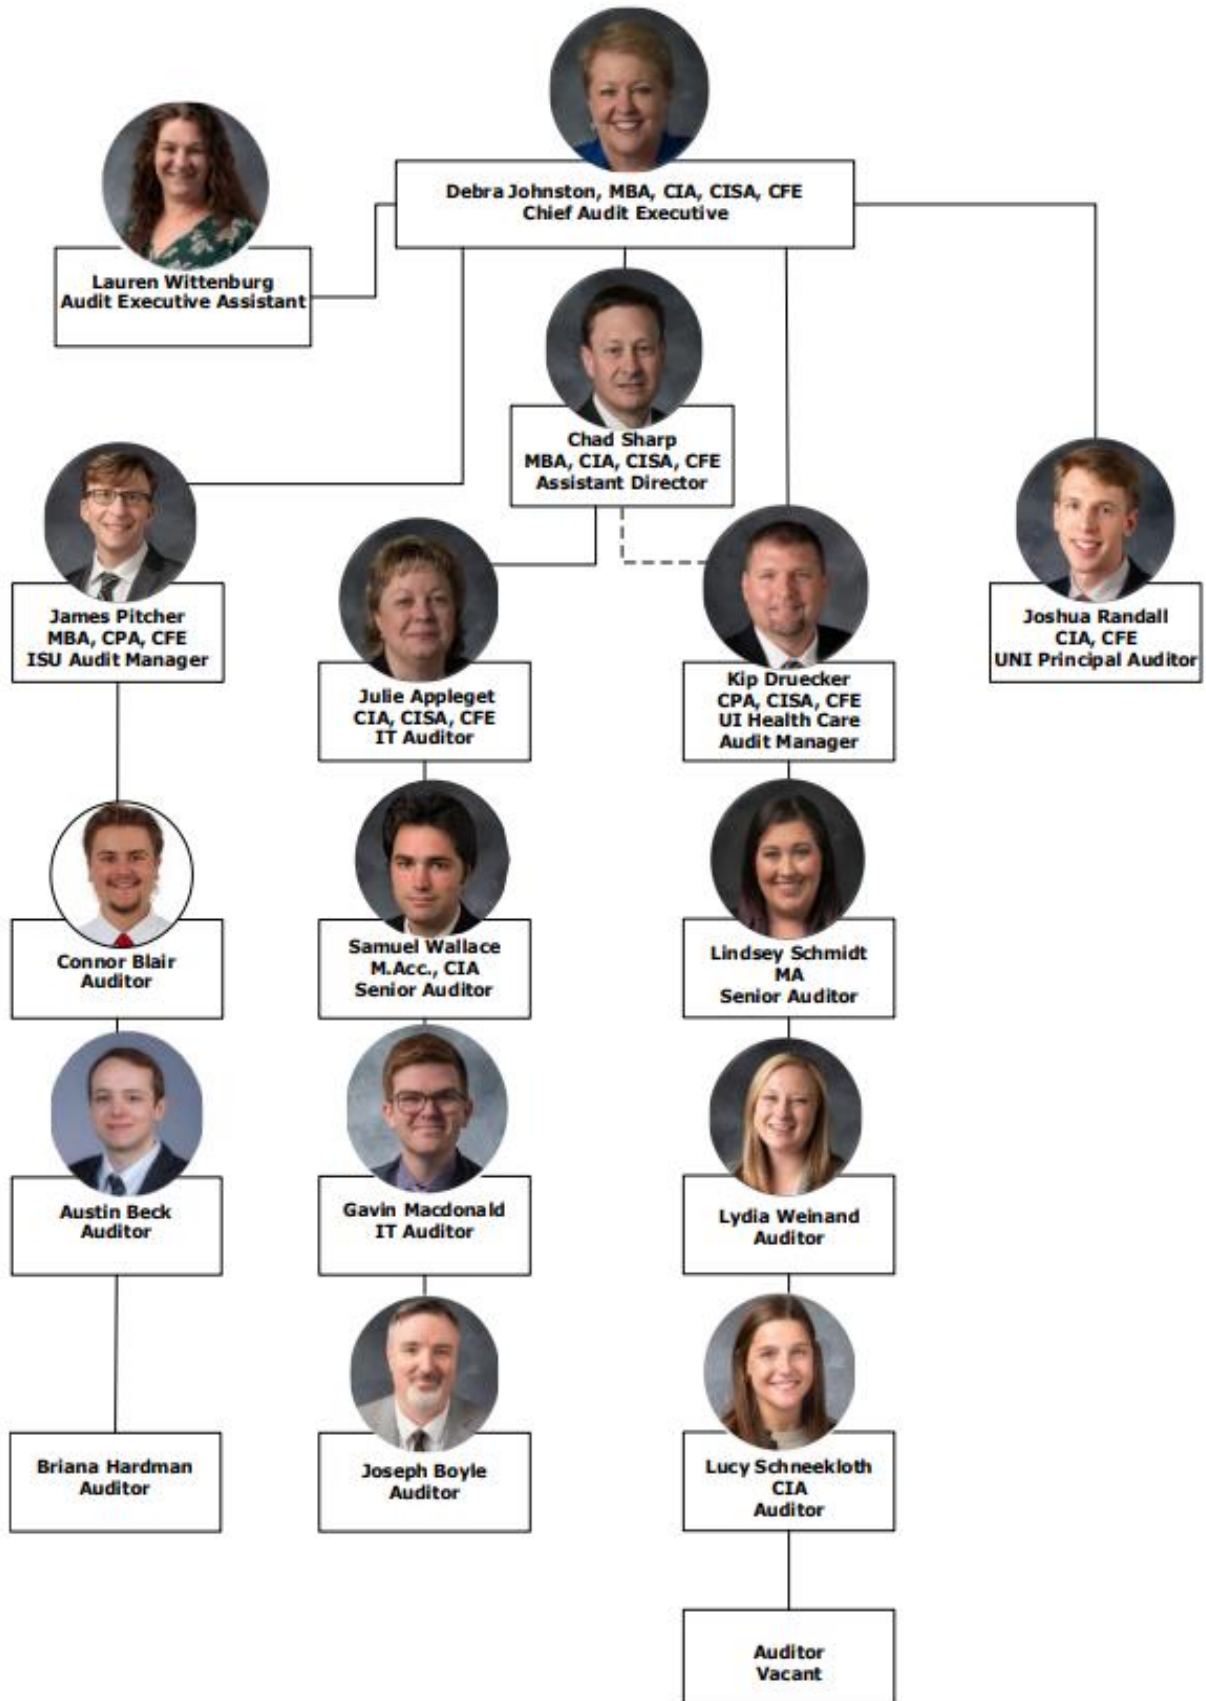 Debra Johnston, MBA, CIA, CISA, CFE
Chief Audit Executive
Lauren Wittenburg
Audit Executive Assistant
Chad Sharp
MBA, CIA, CISA, CFE
Assistant Director
James Pitcher
MBA, CPA, CFE
ISU Audit Manager
Julie Appleget
CIA, CISA, CFE
IT Auditor
Kip Druecker
CPA, CISA, CFE
UI Health Care
Audit Manager
Joshua Randall
CIA, CFE
UNI Principal Auditor
Connor Blair
Auditor
Samuel Wallace
M.Acc., CIA
Senior Auditor
Lindsey Schmidt
MA
Senior Auditor
Austin Beck
Auditor
Gavin Macdonald
IT Auditor
Lydia Weinand
Auditor
Briana Hardman
Auditor
Joseph Boyle
Auditor
Lucy Schneekloth
CIA
Auditor
Auditor
Vacant